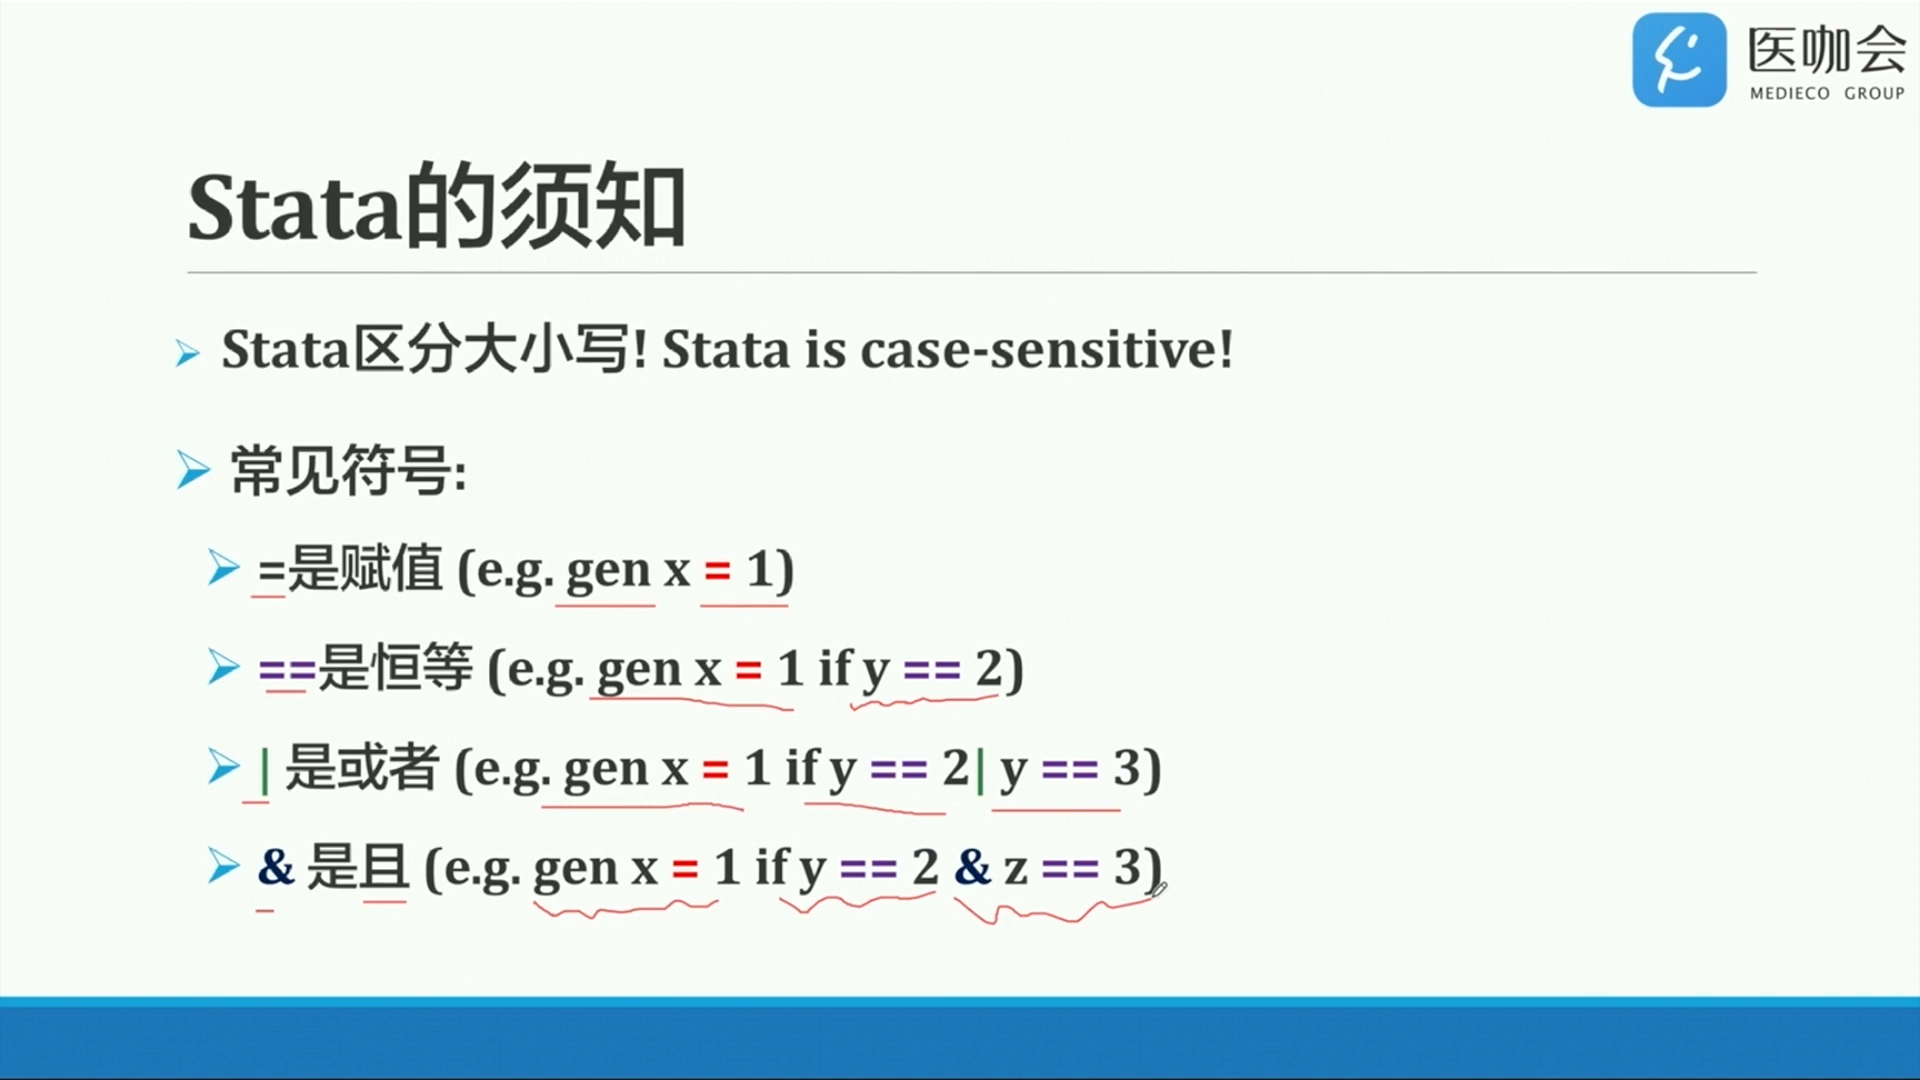 医咖会
MEDIECO GROUP
Stata的须知
Stata区分大小写! Stata is case-sensitive!
常见符号:
=是赋值 (e.g. gen x = 1)
==是恒等 (e.g. gen x = 1 if y == 2)
| 是或者 (e.g. gen x = 1 if y == 2| y == 3)
& 是且 (e.g. gen x = 1 if y == 2 & z == 3)